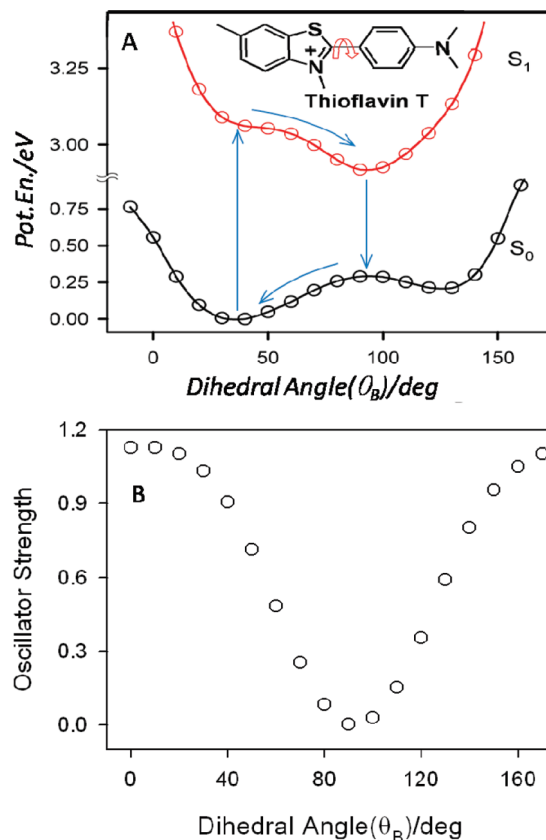 A
S
N
+
N
S₁
Thioflavin T
3.25
3.00
Pot.En./eV
0.75
0.50
0.25
0.00
S₀
0 50 100 150
Dihedral Angle(θB)/deg
1.2
B
0.9
0.6
0.3
0.0
Oscillator Strength
0 40 80 120 160
Dihedral Angle(θB)/deg